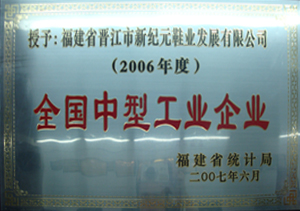 授予：福建省晋江市新纪元鞋业发展有限公司
（2006年度）
全国中型工业企业
福建省统计局
二00七年六月